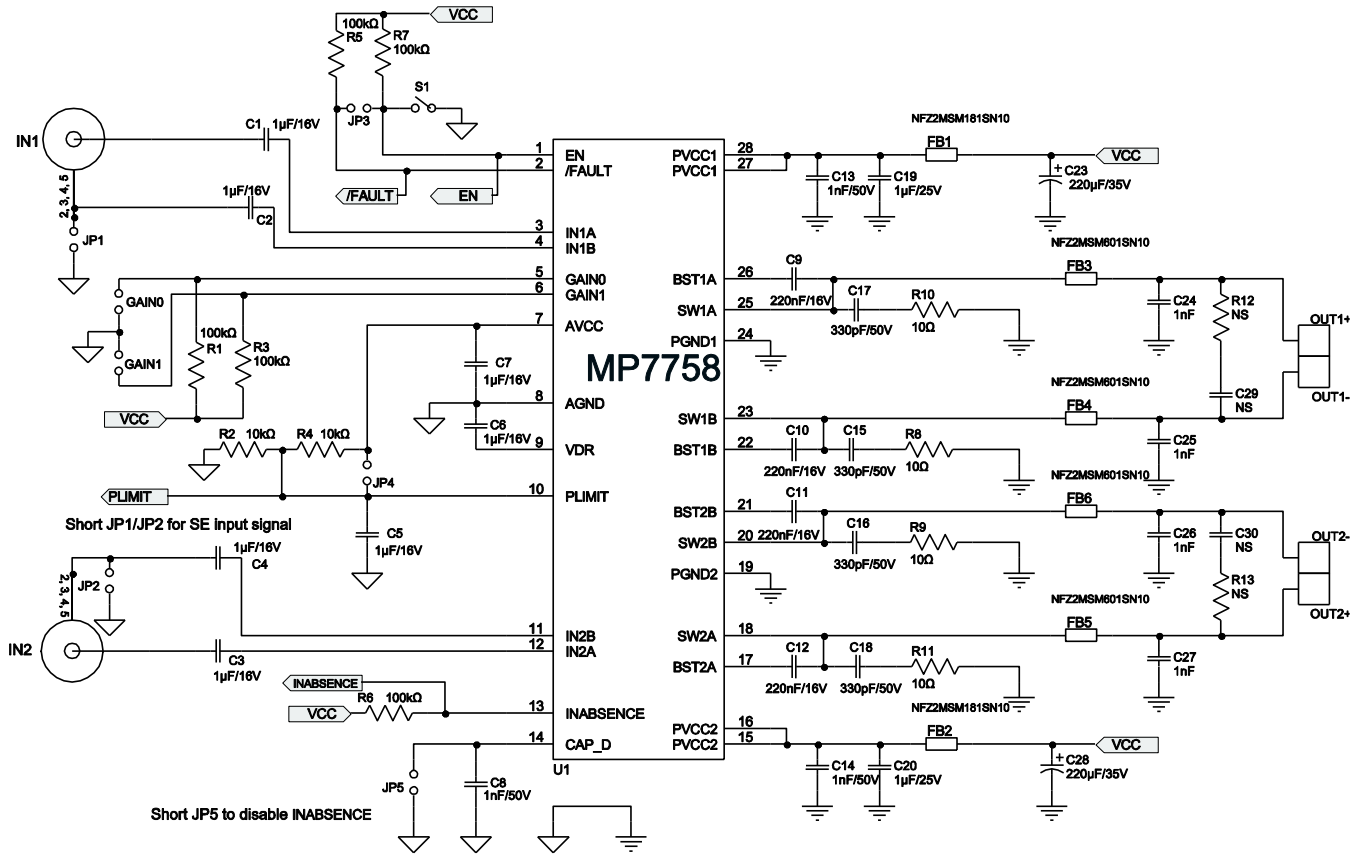 VCC
100kΩ
R5
R7
100kΩ
S1
JP3
IN1
C1 1µF/16V
2, 3, 4, 5
1µF/16V
C2
JP1
/FAULT
EN
1 EN
2 /FAULT
3 IN1A
4 IN1B
5 GAIN0
6 GAIN1
7 AVCC
8 AGND
9 VDR
10 PLIMIT
11 IN2B
12 IN2A
13 INABSENCE
14 CAP_D
MP7758
U1
PVCC1 28
PVCC1 27
BST1A 26
SW1A 25
PGND1 24
SW1B 23
BST1B 22
BST2B 21
SW2B 20
PGND2 19
SW2A 18
BST2A 17
PVCC2 16
PVCC2 15
GAIN0
GAIN1
100kΩ
R1
R3
100kΩ
VCC
C7
1µF/16V
C6
1µF/16V
R2 10kΩ
R4 10kΩ
JP4
PLIMIT
Short JP1/JP2 for SE input signal
C5
1µF/16V
1µF/16V
C4
JP2
2, 3, 4, 5
IN2
C3
1µF/16V
INABSENCE
R6 100kΩ
VCC
JP5
C8
1nF/50V
Short JP5 to disable INABSENCE
NFZ2MSM181SN10
FB1
VCC
C13
1nF/50V
C19
1µF/25V
+
C23
220µF/35V
NFZ2MSM601SN10
FB3
C9
220nF/16V
C17
330pF/50V
R10
10Ω
C24
1nF
R12
NS
OUT1+
OUT1-
C29
NS
NFZ2MSM601SN10
FB4
C10
220nF/16V
C15
330pF/50V
R8
10Ω
C25
1nF
NFZ2MSM601SN10
FB6
C11
220nF/16V
C16
330pF/50V
R9
10Ω
C26
1nF
C30
NS
R13
NS
OUT2-
OUT2+
NFZ2MSM601SN10
FB5
C12
220nF/16V
C18
330pF/50V
R11
10Ω
C27
1nF
NFZ2MSM181SN10
FB2
VCC
C14
1nF/50V
C20
1µF/25V
+
C28
220µF/35V